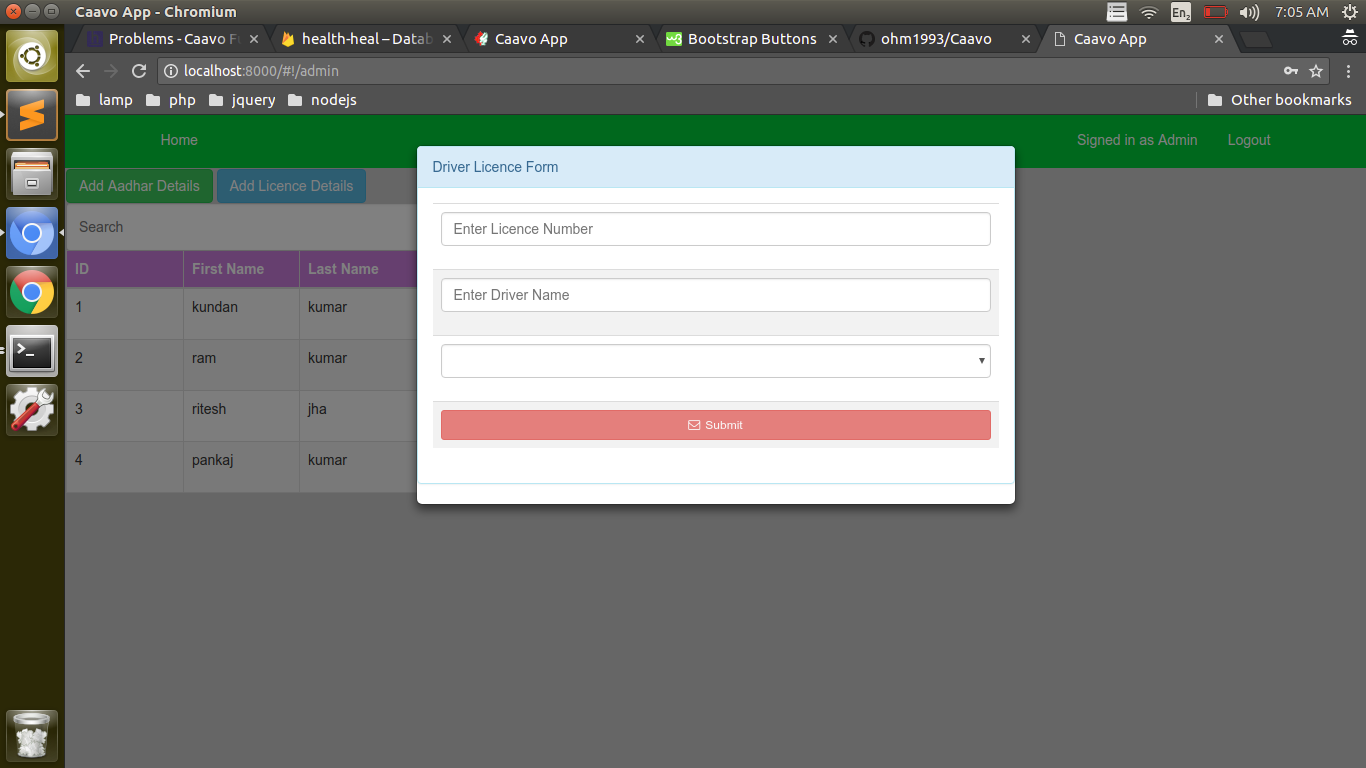 Caavo App - Chromium
En2
7:05 AM
Problems - Caavo F
health-heal – Datab
Caavo App
Bootstrap Buttons
ohm1993/Caavo
Caavo App
localhost:8000/#!/admin
lamp
php
jquery
nodejs
Other bookmarks
Home
Signed in as Admin
Logout
Add Aadhar Details
Add Licence Details
Search
ID First Name Last Name
1 kundan kumar
2 ram kumar
3 ritesh jha
4 pankaj kumar
Driver Licence Form
Enter Licence Number
Enter Driver Name
Submit